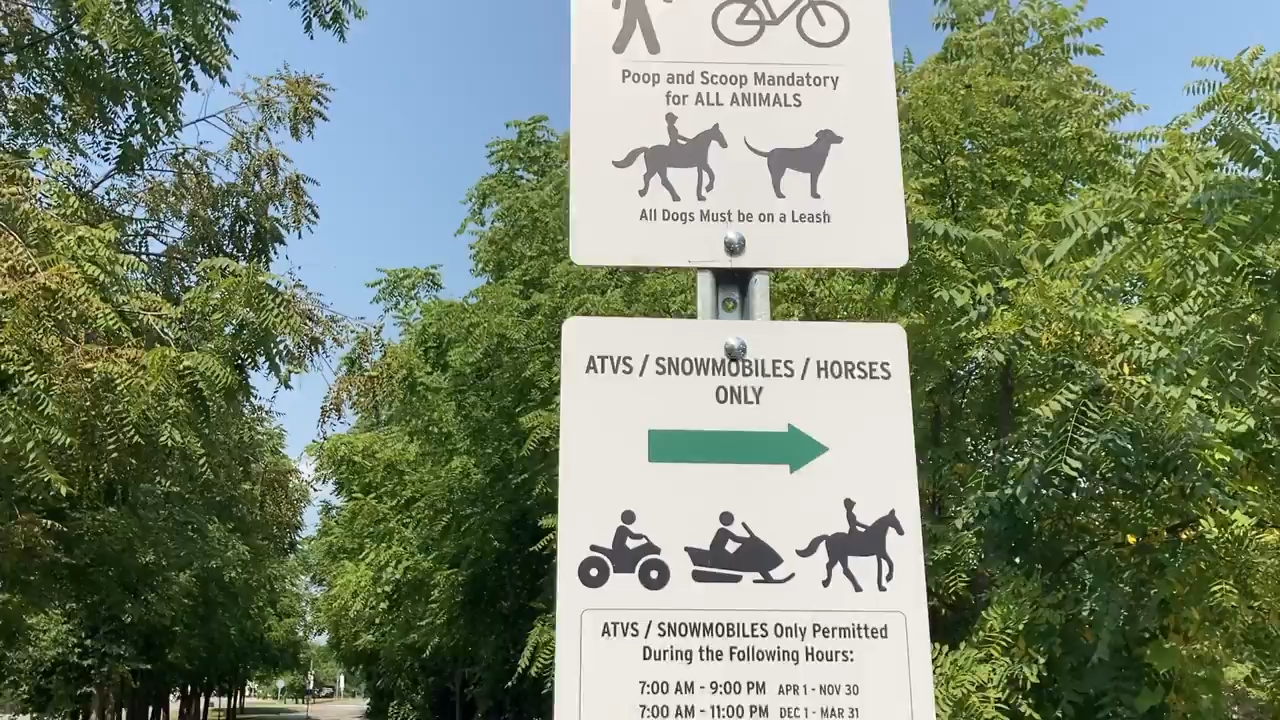 Poop and Scoop Mandatory
for ALL ANIMALS
All Dogs Must be on a Leash
ATVS / SNOWMOBILES / HORSES
ONLY
ATVS / SNOWMOBILES Only Permitted
During the Following Hours:
7:00 AM - 9:00 PM APR 1 - NOV 30
7:00 AM - 11:00 PM DEC 1 - MAR 31